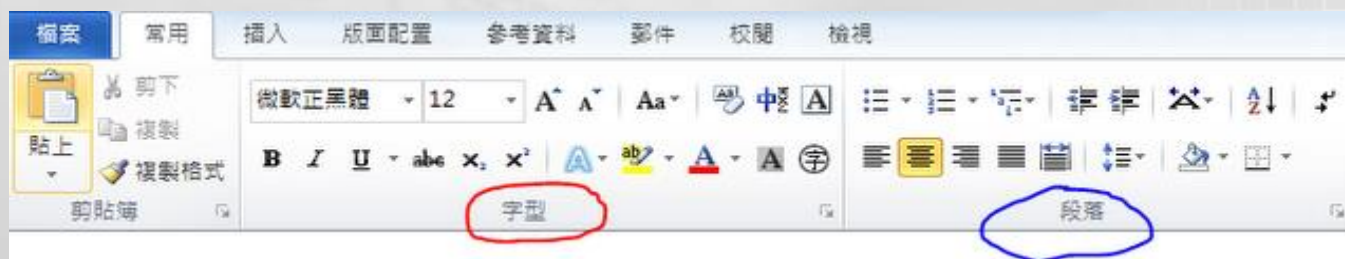 檔案 常用 插入 版面配置 參考資料 郵件 校閱 檢視
剪下
複製
貼上
複製格式
剪貼簿
微軟正黑體 12 A A Aa 中 A
B I U abc x₂ x² A ab A A 字
字型
A Z
段落